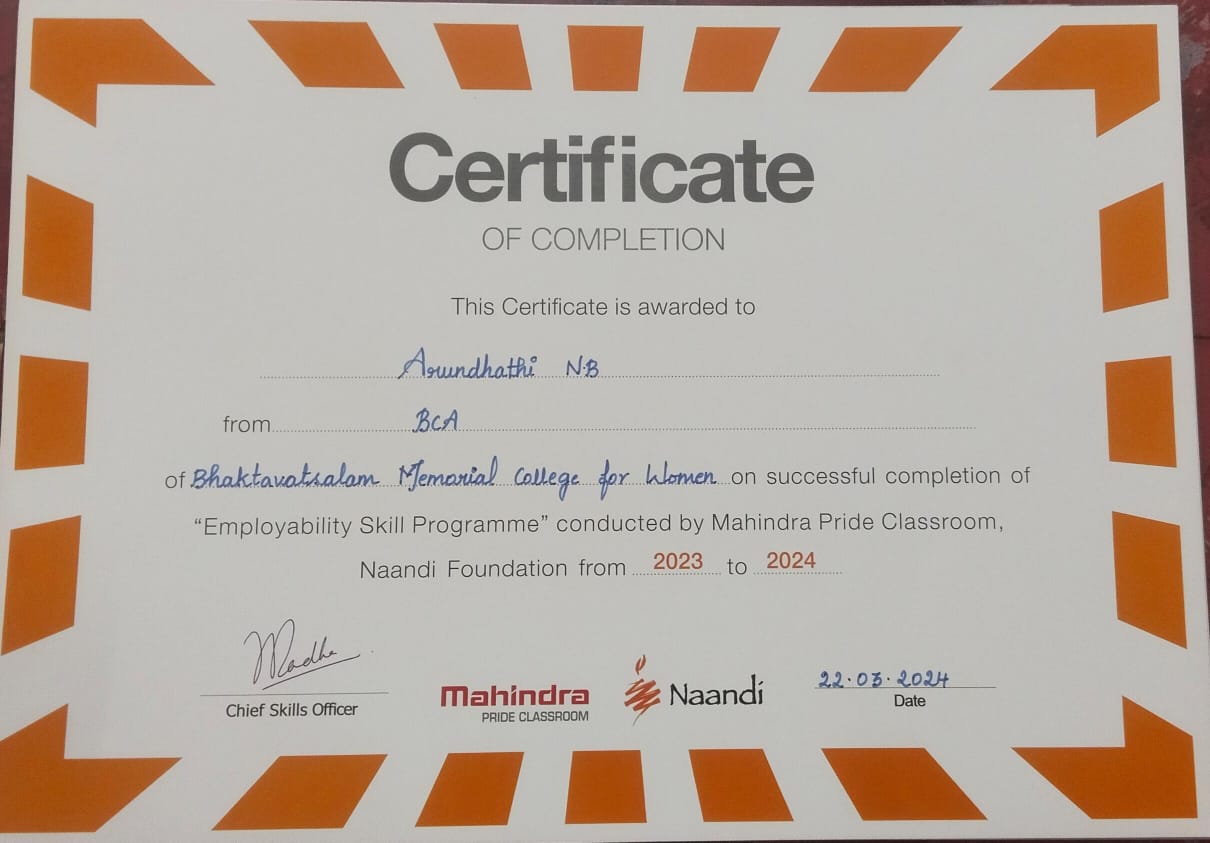 Certificate
OF COMPLETION
This Certificate is awarded to
Arundhathi N.B
from BCA
of Bhaktavatsalam Memorial College for Women on successful completion of
“Employability Skill Programme” conducted by Mahindra Pride Classroom,
Naandi Foundation from 2023 to 2024
Madhu
Chief Skills Officer
Mahindra
PRIDE CLASSROOM
Naandi
22.03.2024
Date